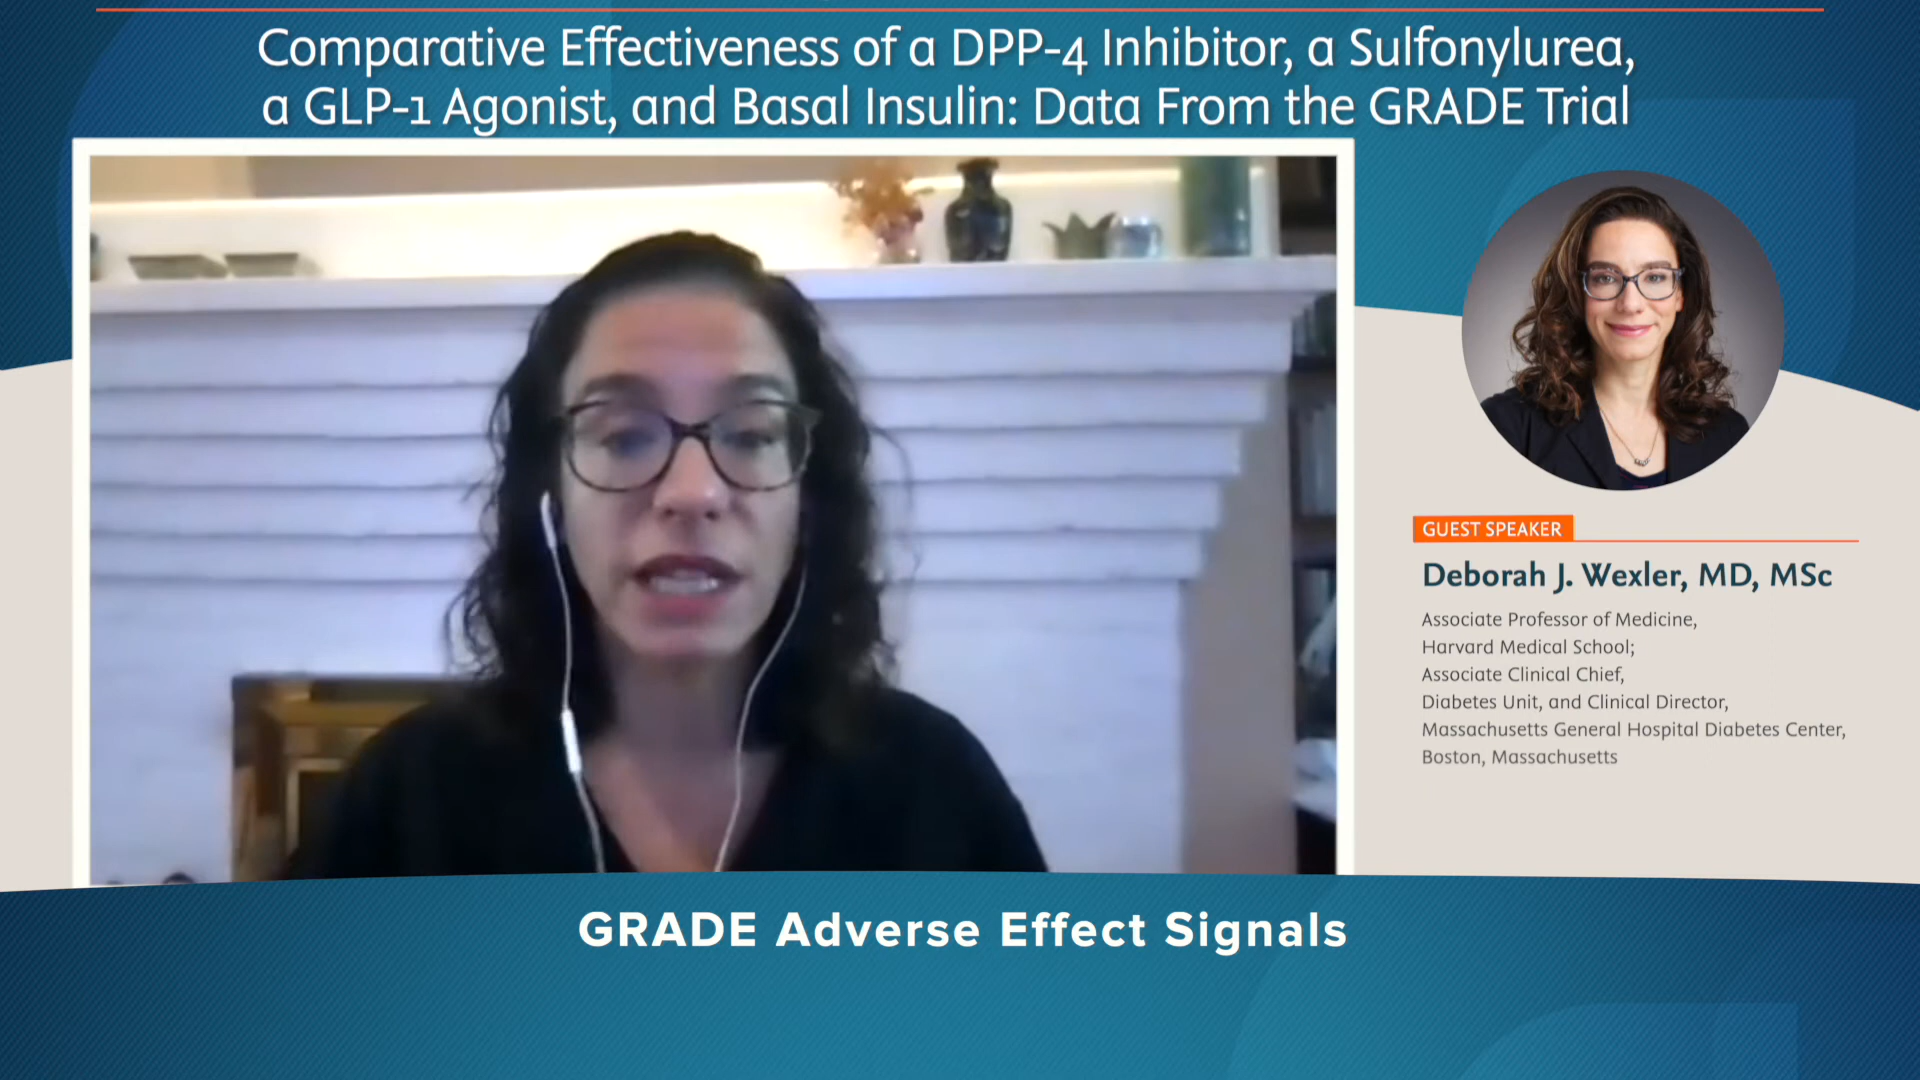 Comparative Effectiveness of a DPP-4 Inhibitor, a Sulfonylurea,
a GLP-1 Agonist, and Basal Insulin: Data From the GRADE Trial
GUEST SPEAKER
Deborah J. Wexler, MD, MSc
Associate Professor of Medicine,
Harvard Medical School;
Associate Clinical Chief,
Diabetes Unit, and Clinical Director,
Massachusetts General Hospital Diabetes Center,
Boston, Massachusetts
GRADE Adverse Effect Signals